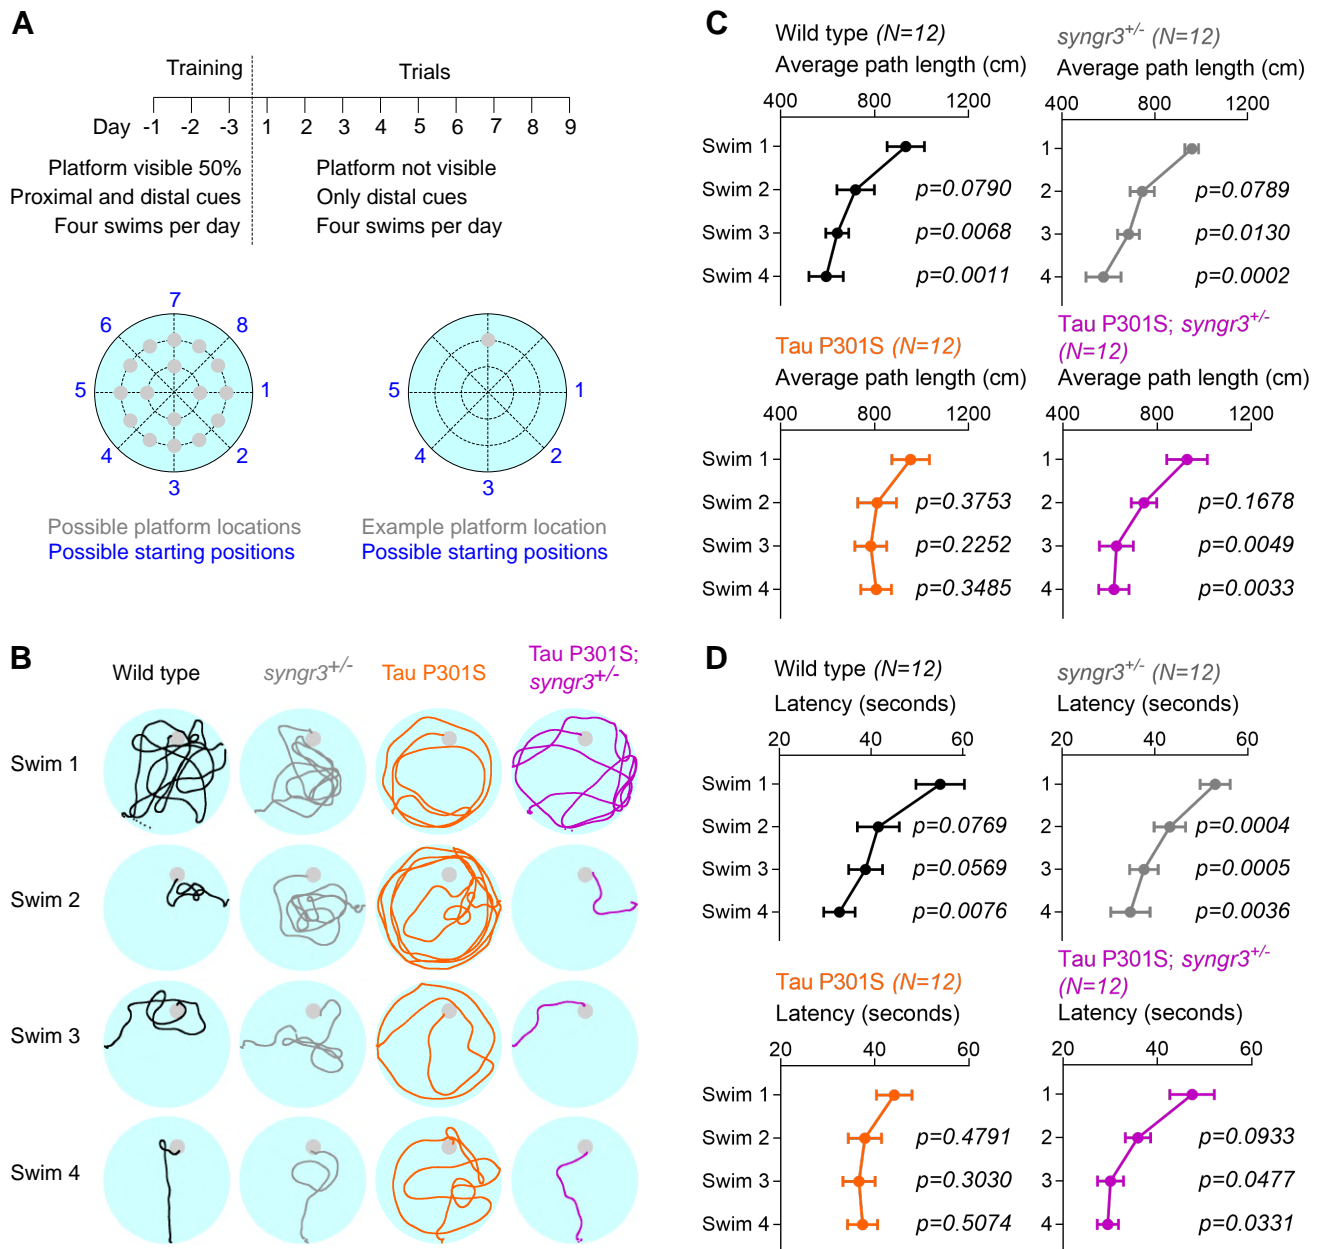 A
Training
Trials
Day -1 -2 -3 1 2 3 4 5 6 7 8 9
Platform visible 50%
Proximal and distal cues
Four swims per day
Platform not visible
Only distal cues
Four swims per day
7
6 8
5 1
4 2
3
5 1
4 2
3
Possible platform locations
Possible starting positions
Example platform location
Possible starting positions
B
Wild type
syngr3+/-
Tau P301S
Tau P301S;
syngr3+/-
Swim 1
Swim 2
Swim 3
Swim 4
C
Wild type (N=12)
Average path length (cm)
400 800 1200
Swim 1
Swim 2 p=0.0790
Swim 3 p=0.0068
Swim 4 p=0.0011
syngr3+/- (N=12)
Average path length (cm)
400 800 1200
1
2 p=0.0789
3 p=0.0130
4 p=0.0002
Tau P301S (N=12)
Average path length (cm)
400 800 1200
Swim 1
Swim 2 p=0.3753
Swim 3 p=0.2252
Swim 4 p=0.3485
Tau P301S; syngr3+/-
(N=12)
Average path length (cm)
400 800 1200
1
2 p=0.1678
3 p=0.0049
4 p=0.0033
D
Wild type (N=12)
Latency (seconds)
20 40 60
Swim 1
Swim 2 p=0.0769
Swim 3 p=0.0569
Swim 4 p=0.0076
syngr3+/- (N=12)
Latency (seconds)
20 40 60
1
2 p=0.0004
3 p=0.0005
4 p=0.0036
Tau P301S (N=12)
Latency (seconds)
20 40 60
Swim 1
Swim 2 p=0.4791
Swim 3 p=0.3030
Swim 4 p=0.5074
Tau P301S; syngr3+/-
(N=12)
Latency (seconds)
20 40 60
1
2 p=0.0933
3 p=0.0477
4 p=0.0331